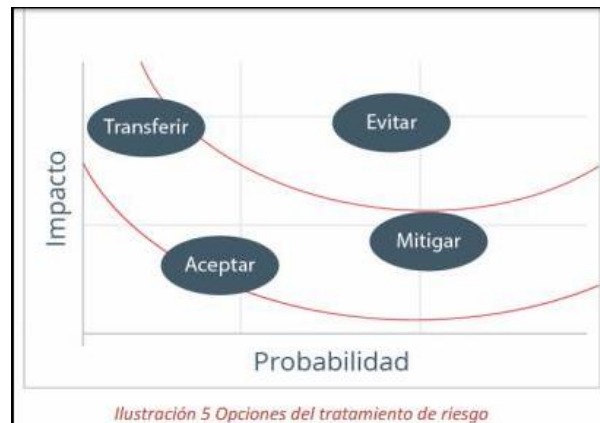 Transferir
Evitar
Impacto
Aceptar
Mitigar
Probabilidad
Ilustración 5 Opciones del tratamiento de riesgo